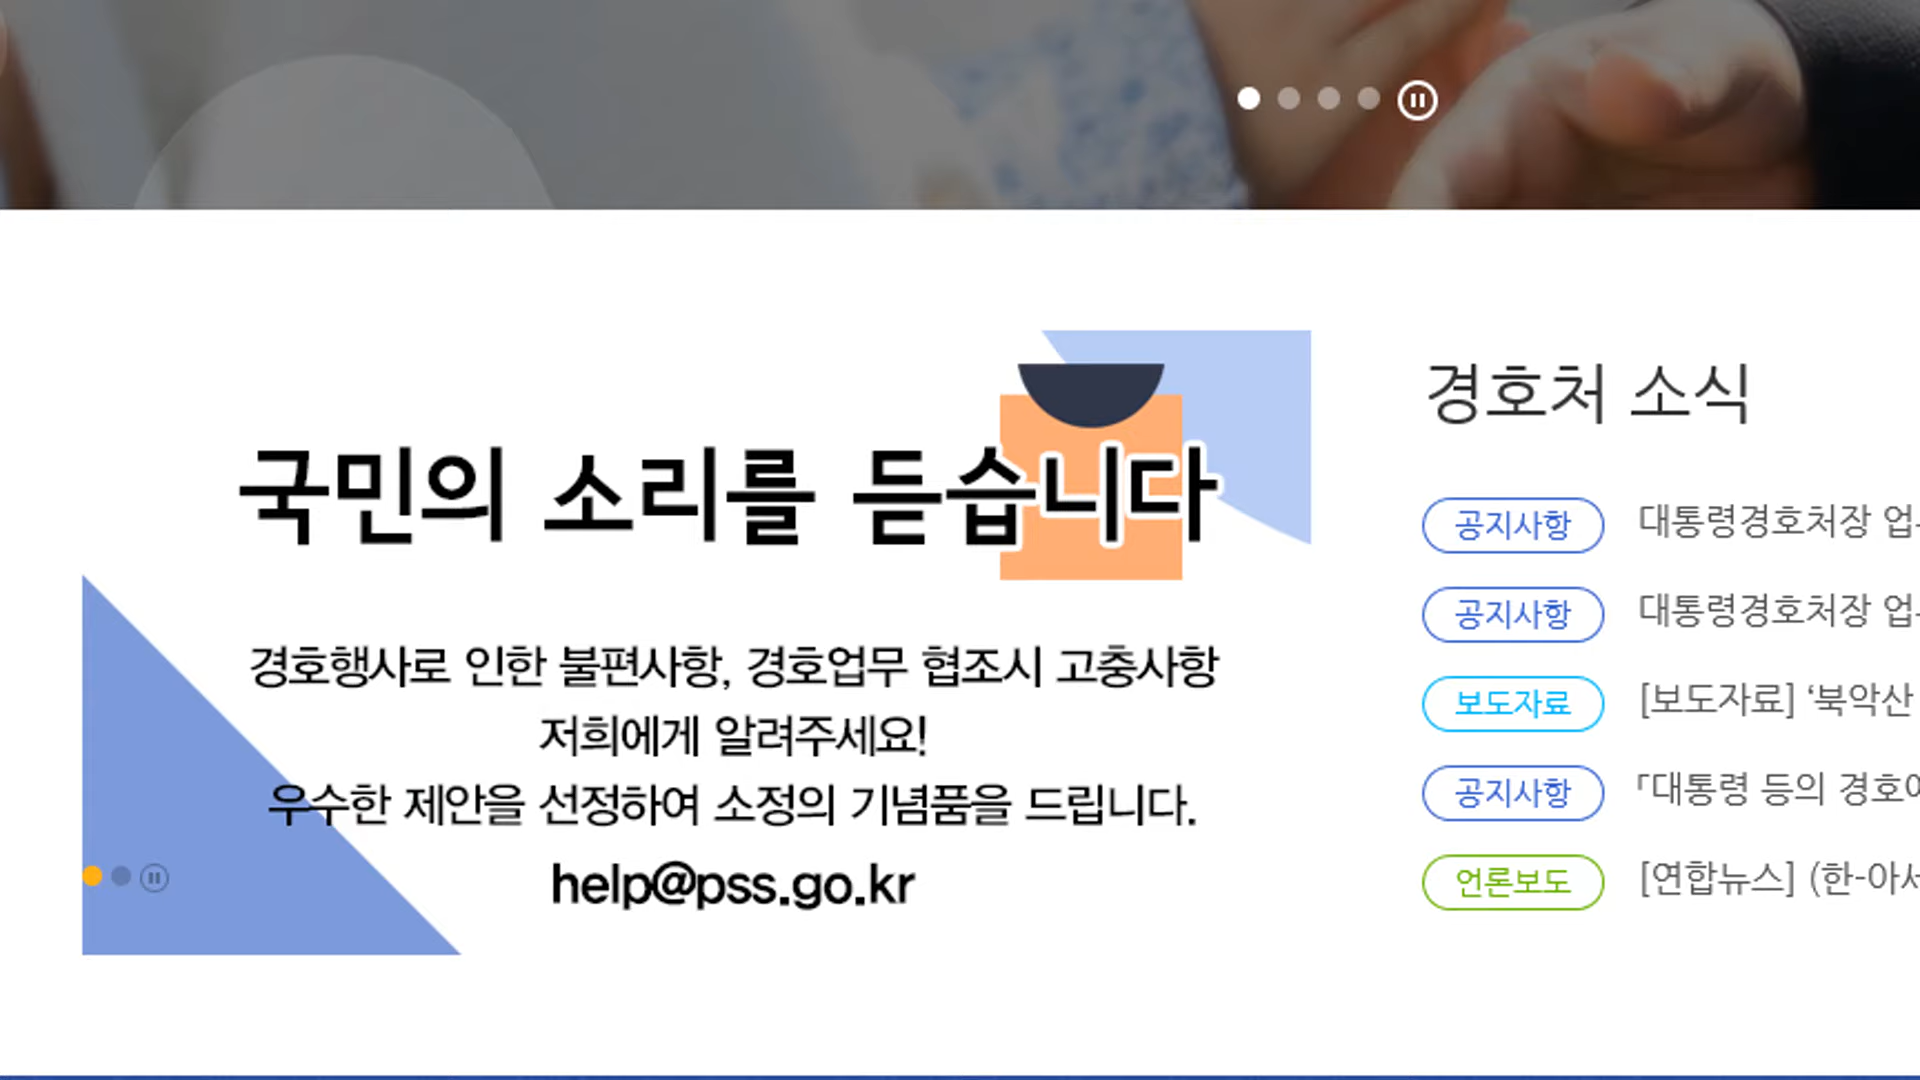 국민의 소리를 듣습니다
경호행사로 인한 불편사항, 경호업무 협조시 고충사항
저희에게 알려주세요!
우수한 제안을 선정하여 소정의 기념품을 드립니다.
help@pss.go.kr
경호처 소식
공지사항 대통령경호처장 업
공지사항 대통령경호처장 업
보도자료 [보도자료] ‘북악산
공지사항 「대통령 등의 경호에
언론보도 [연합뉴스] (한-아세